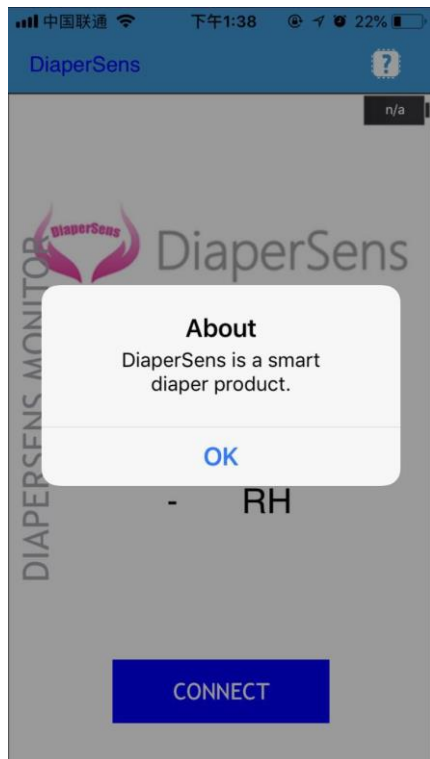 中国联通 下午1:38 22%
DiaperSens
n/a
DiaperSens
DiaperSens
DIAPERSENS MONITOR
About
DiaperSens is a smart
diaper product.
OK
- RH
CONNECT